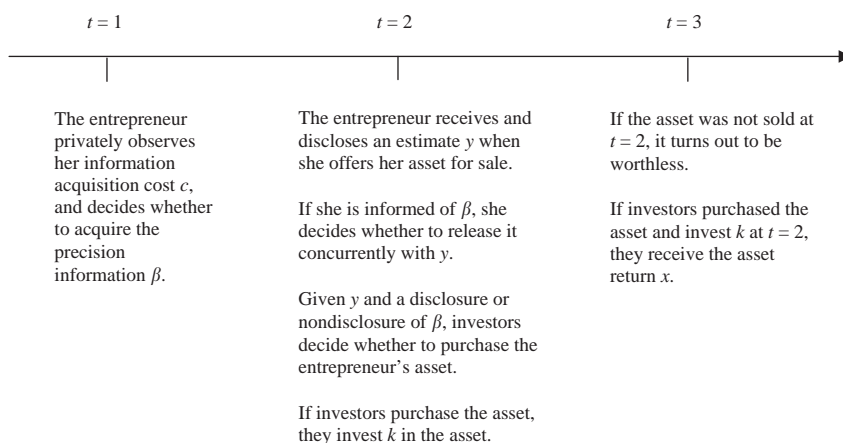 t = 1
t = 2
t = 3
The entrepreneur
privately observes
her information
acquisition cost c,
and decides whether
to acquire the
precision
information β.
The entrepreneur receives and
discloses an estimate y when
she offers her asset for sale.
If she is informed of β, she
decides whether to release it
concurrently with y.
Given y and a disclosure or
nondisclosure of β, investors
decide whether to purchase the
entrepreneur's asset.
If investors purchase the asset,
they invest k in the asset.
If the asset was not sold at
t = 2, it turns out to be
worthless.
If investors purchased the
asset and invest k at t = 2,
they receive the asset
return x.